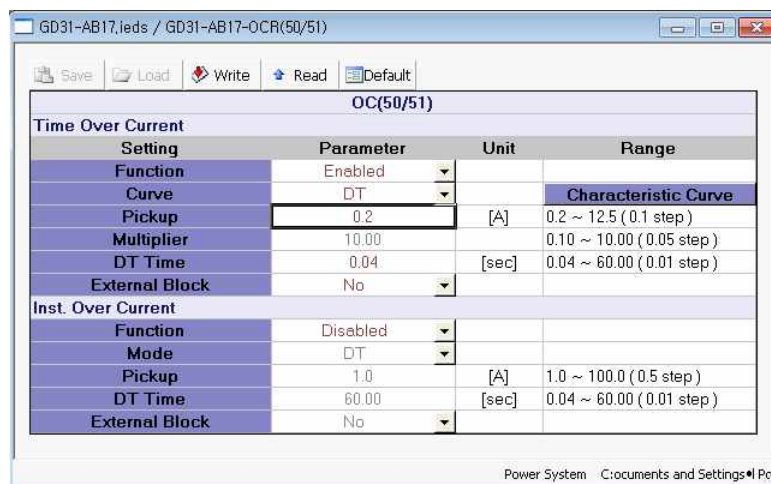 GD31-AB17.ieds / GD31-AB17-OCR(50/51)
Save Load Write Read Default
OC(50/51)
Time Over Current
Setting Parameter Unit Range
Function Enabled
Curve DT Characteristic Curve
Pickup 0.2 [A] 0.2 ~ 12.5 ( 0.1 step )
Multiplier 10.00 0.10 ~ 10.00 ( 0.05 step )
DT Time 0.04 [sec] 0.04 ~ 60.00 ( 0.01 step )
External Block No
Inst. Over Current
Function Disabled
Mode DT
Pickup 1.0 [A] 1.0 ~ 100.0 ( 0.5 step )
DT Time 60.00 [sec] 0.04 ~ 60.00 ( 0.01 step )
External Block No
Power System C:ocuments and Settings•l Po